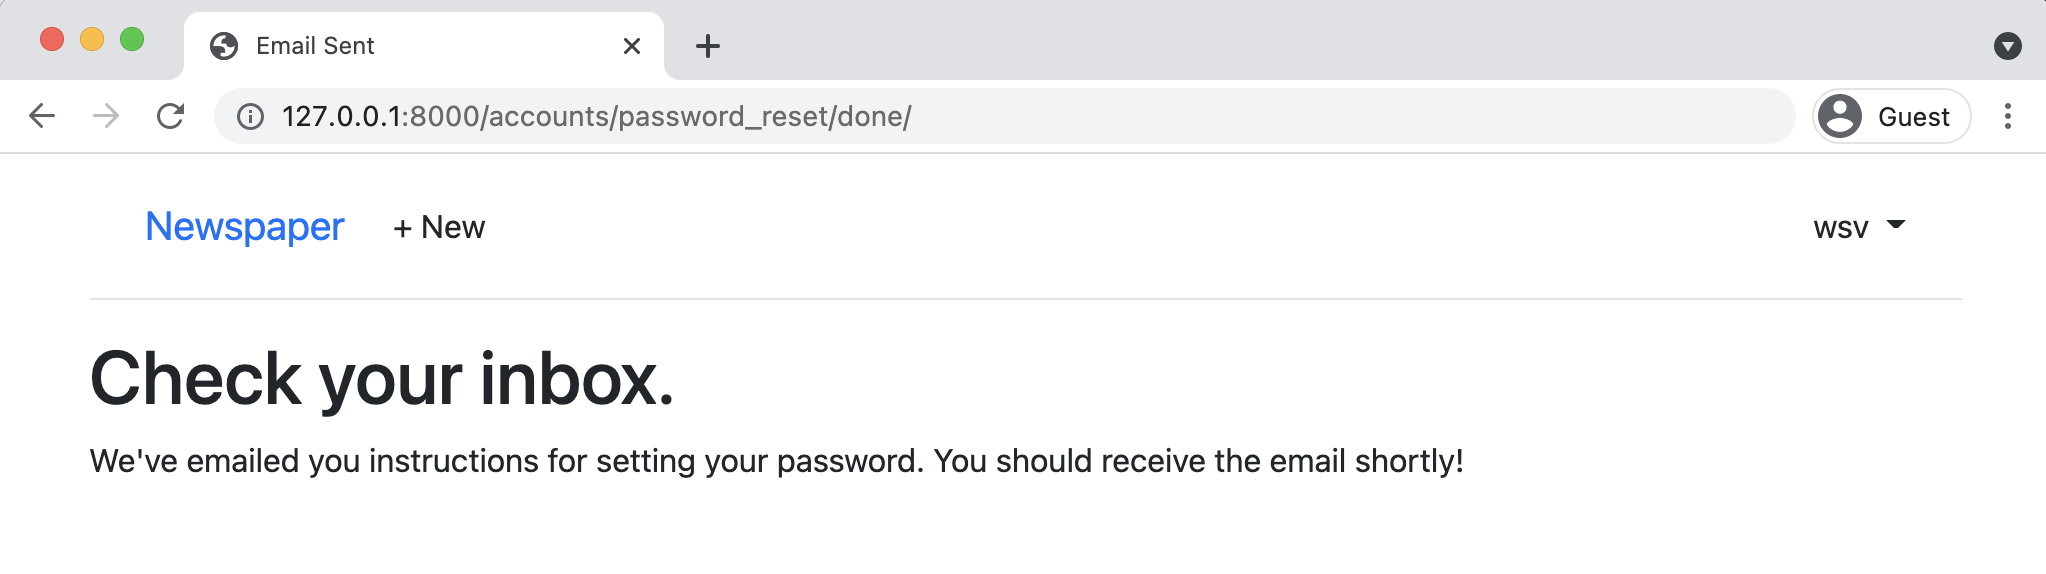 Email Sent
127.0.0.1:8000/accounts/password_reset/done/
Guest
Newspaper + New wsv
Check your inbox.
We've emailed you instructions for setting your password. You should receive the email shortly!